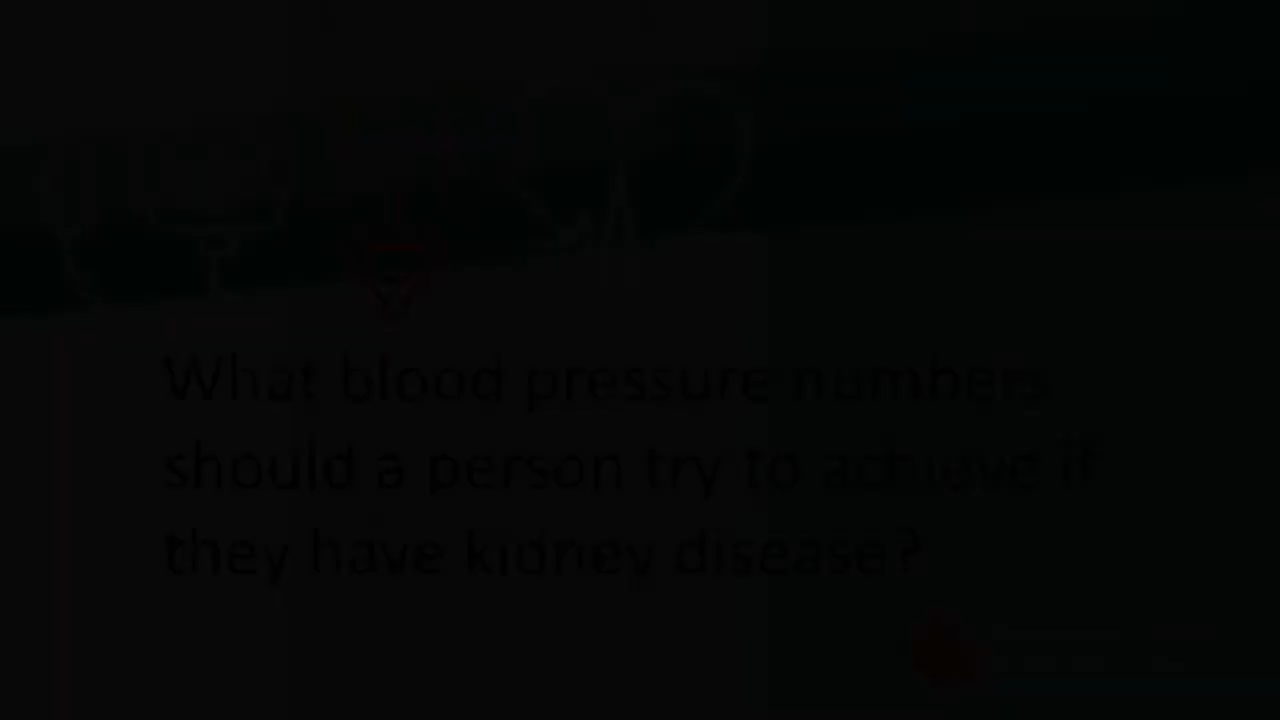 What blood pressure numbers
should a person try to achieve if
they have kidney disease?